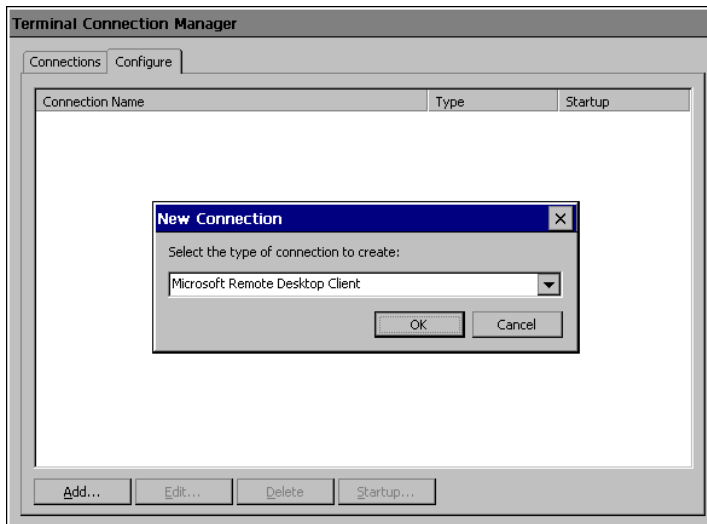 Terminal Connection Manager
Connections Configure
Connection Name Type Startup
New Connection
Select the type of connection to create:
Microsoft Remote Desktop Client
OK Cancel
Add... Edit... Delete Startup...